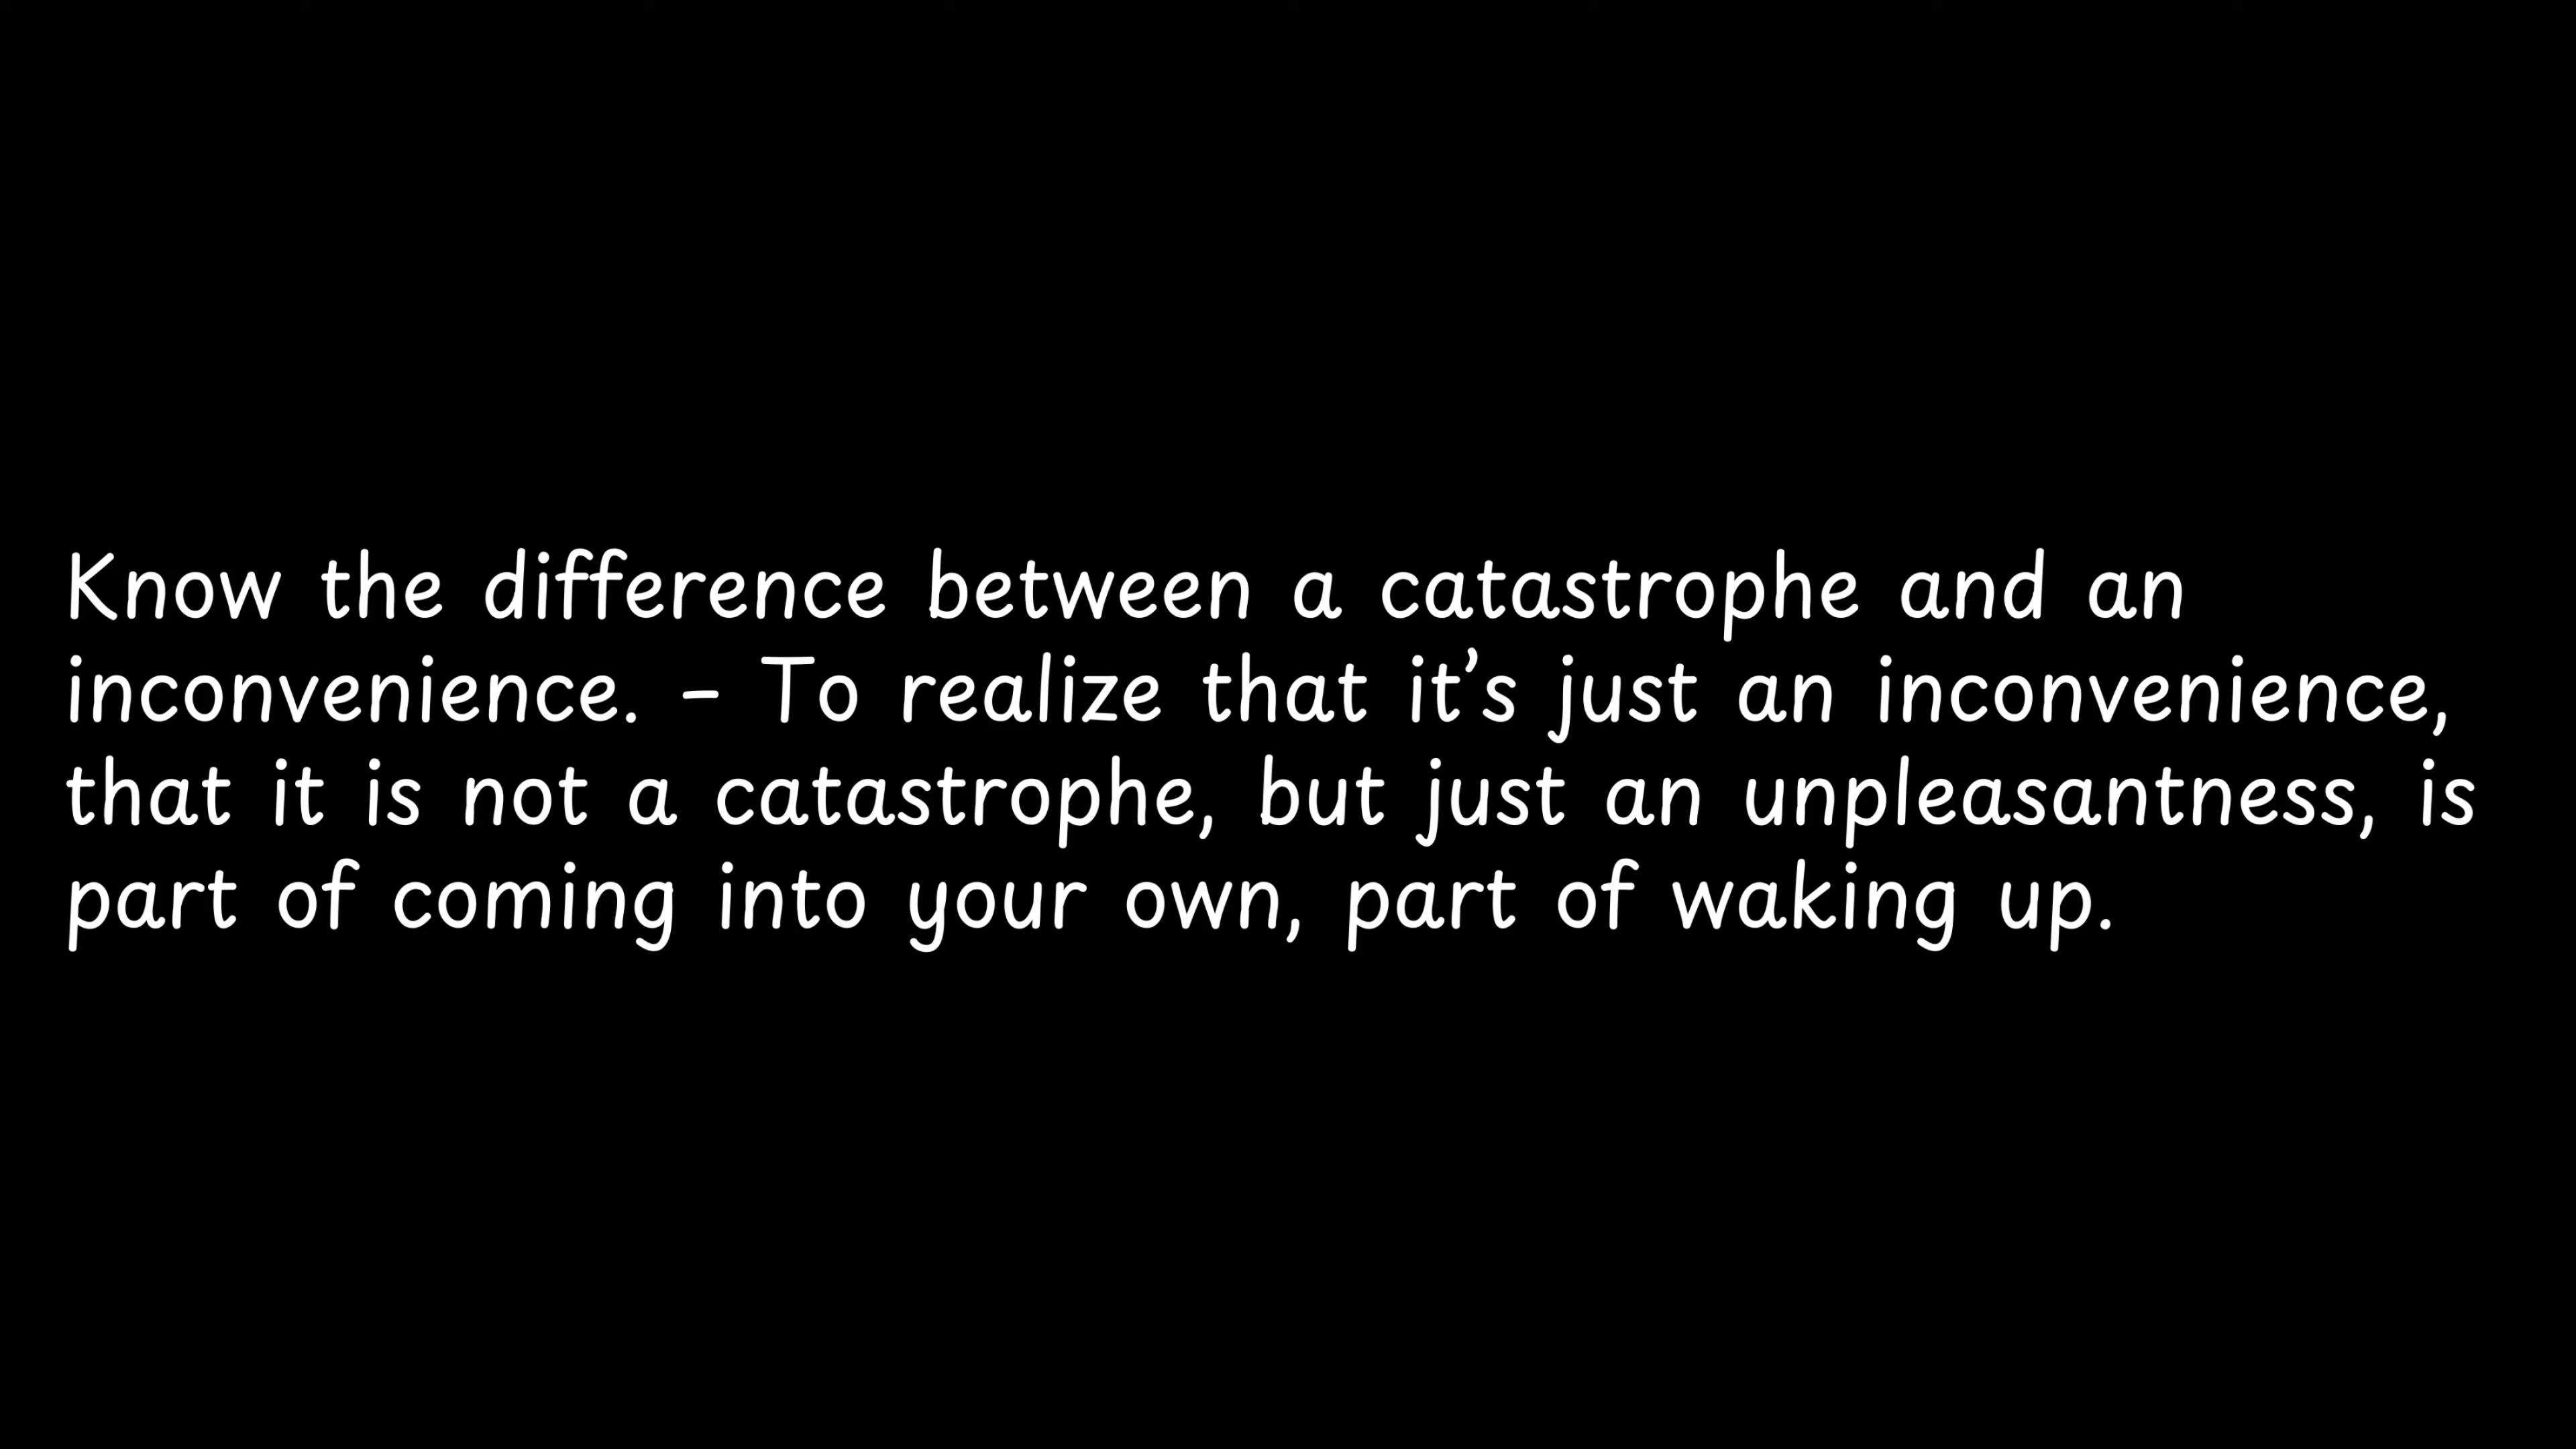 Know the difference between a catastrophe and an
inconvenience. – To realize that it’s just an inconvenience,
that it is not a catastrophe, but just an unpleasantness, is
part of coming into your own, part of waking up.